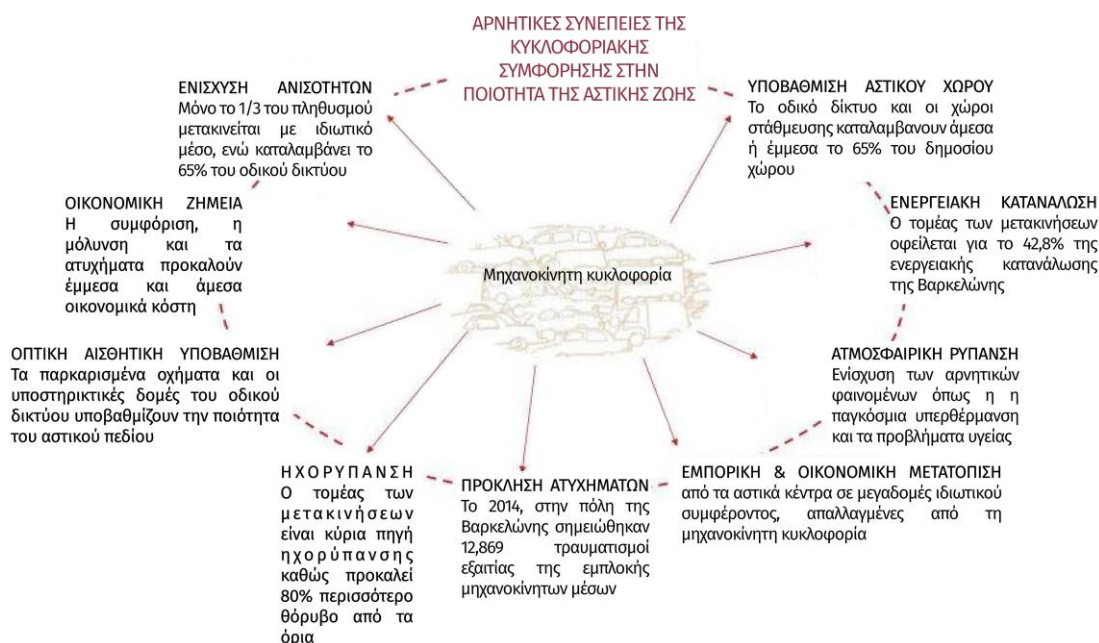 ΑΡΝΗΤΙΚΕΣ ΣΥΝΕΠΕΙΕΣ ΤΗΣ
ΚΥΚΛΟΦΟΡΙΑΚΗΣ
ΣΥΜΦΟΡΗΣΗΣ ΣΤΗΝ
ΠΟΙΟΤΗΤΑ ΤΗΣ ΑΣΤΙΚΗΣ ΖΩΗΣ
ΕΝΙΣΧΥΣΗ ΑΝΙΣΟΤΗΤΩΝ
Μόνο το 1/3 του πληθυσμού
μετακινείται με ιδιωτικό
μέσο, ενώ καταλαμβάνει το
65% του οδικού δικτύου
ΥΠΟΒΑΘΜΙΣΗ ΑΣΤΙΚΟΥ ΧΩΡΟΥ
Το οδικό δίκτυο και οι χώροι
στάθμευσης καταλαμβανουν άμεσα
ή έμμεσα το 65% του δημοσίου
χώρου
ΟΙΚΟΝΟΜΙΚΗ ΖΗΜΕΙΑ
Η συμφόριση, η
μόλυνση και τα
ατυχήματα προκαλούν
έμμεσα και άμεσα
οικονομικά κόστη
Μηχανοκίνητη κυκλοφορία
ΕΝΕΡΓΕΙΑΚΗ ΚΑΤΑΝΑΛΩΣΗ
Ο τομέας των μετακινήσεων
οφείλεται για το 42,8% της
ενεργειακής κατανάλωσης
της Βαρκελώνης
ΟΠΤΙΚΗ ΑΙΣΘΗΤΙΚΗ ΥΠΟΒΑΘΜΙΣΗ
Τα παρκαρισμένα οχήματα και οι
υποστηρικτικές δομές του οδικού
δικτύου υποβαθμίζουν την ποιότητα
του αστικού πεδίου
ΑΤΜΟΣΦΑΙΡΙΚΗ ΡΥΠΑΝΣΗ
Ενίσχυση των αρνητικών
φαινομένων όπως η η
παγκόσμια υπερθέρμανση
και τα προβλήματα υγείας
ΗΧΟΡΥΠΑΝΣΗ
Ο τομέας των
μετακινήσεων
είναι κύρια πηγή
ηχορύπανσης
καθώς προκαλεί
80% περισσότερο
θόρυβο από τα
όρια
ΠΡΟΚΛΗΣΗ ΑΤΥΧΗΜΑΤΩΝ
Το 2014, στην πόλη της
Βαρκελώνης σημειώθηκαν
12,869 τραυματισμοί
εξαιτίας της εμπλοκής
μηχανοκίνητων μέσων
ΕΜΠΟΡΙΚΗ & ΟΙΚΟΝΟΜΙΚΗ ΜΕΤΑΤΟΠΙΣΗ
από τα αστικά κέντρα σε μεγαδομές ιδιωτικού
συμφέροντος, απαλλαγμένες από τη
μηχανοκίνητη κυκλοφορία